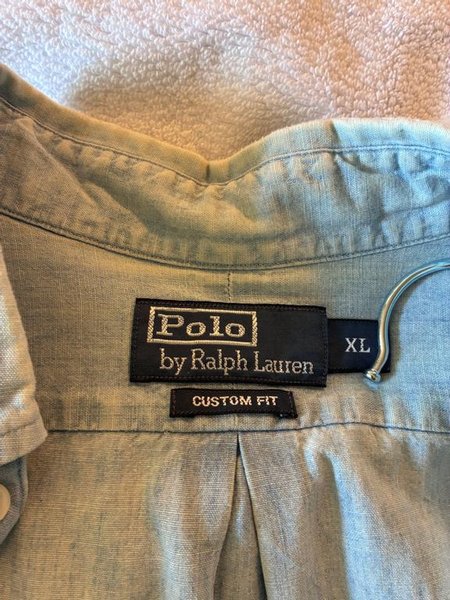 Polo
by Ralph Lauren
XL
CUSTOM FIT